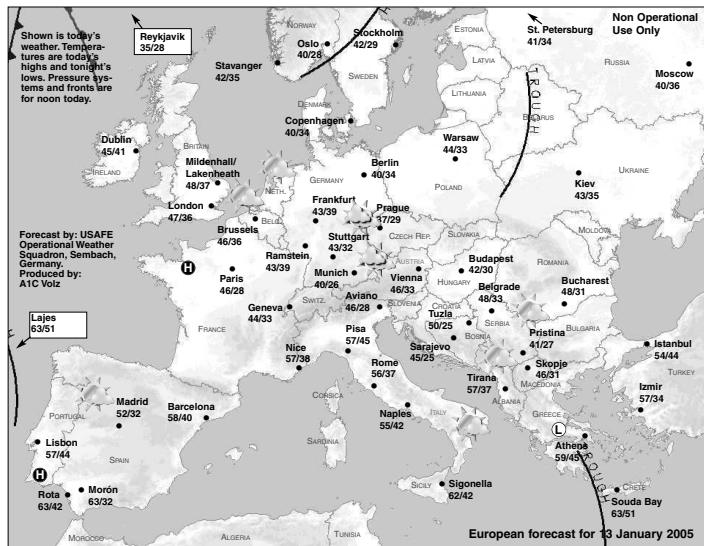 Shown is today's
weather. Tempera-
tures are today's
highs and tonight's
lows. Pressure sys-
tems and fronts are
for noon today.
Reykjavik
35/28
NORWAY
Oslo
40/28
Stockholm
42/29
Stavanger
42/35
SWEDEN
ESTONIA
LATVIA
LITHUANIA
St. Petersburg
41/34
Non Operational
Use Only
RUSSIA
Moscow
40/36
TROUGH
BELARUS
DENMARK
Copenhagen
40/34
Dublin
45/41
IRELAND
BRITAIN
Mildenhall/
Lakenheath
48/37
London
47/36
NETH.
BELG.
Brussels
46/36
GERMANY
Berlin
40/34
Warsaw
44/33
POLAND
UKRAINE
Kiev
43/35
Frankfurt
43/39
Prague
37/29
CZECH REP.
SLOVAKIA
MOLDOVA
Forecast by: USAFE
Operational Weather
Squadron, Sembach,
Germany.
Produced by:
A1C Volz
H
Paris
46/28
Ramstein
43/39
Stuttgart
43/32
Munich
40/26
AUSTRIA
Vienna
46/33
Budapest
42/30
HUNGARY
ROMANIA
Bucharest
48/31
Belgrade
48/33
Lajes
63/51
FRANCE
Geneva
44/33
SWITZ.
Aviano
46/28
SLOVENIA
CROATIA
Tuzla
50/25
BOSNIA
SERBIA
Sarajevo
45/25
Pristina
41/27
BULGARIA
Skopje
46/31
MACEDONIA
Istanbul
54/44
TURKEY
Nice
57/38
Pisa
57/45
Rome
56/37
CORSICA
ITALY
Naples
55/42
Tirana
57/37
ALBANIA
GREECE
Izmir
57/34
L
Athens
59/45
TROUGH
PORTUGAL
Madrid
52/32
Barcelona
58/40
Lisbon
57/44
SPAIN
SARDINIA
H
Rota
63/42
Morón
63/32
SICILY
Sigonella
62/42
CRETE
Souda Bay
63/51
MOROCCO
ALGERIA
TUNISIA
European forecast for 13 January 2005